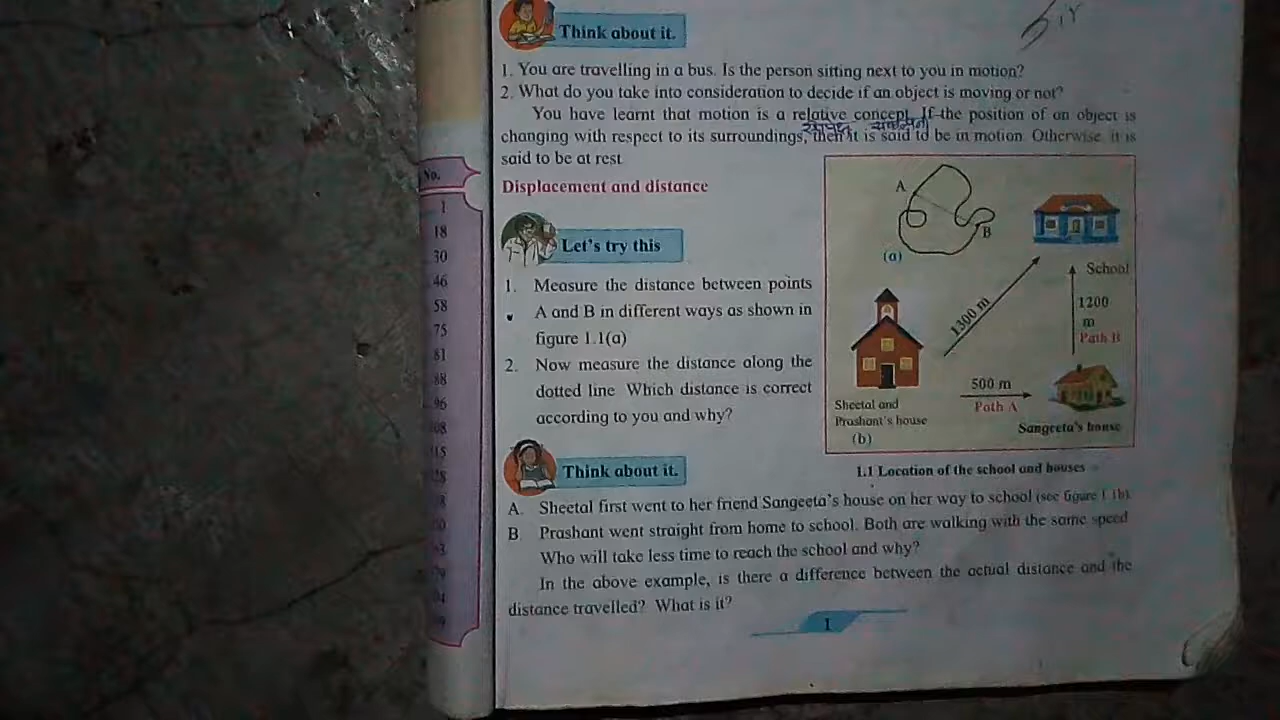 Sir
Think about it.
1. You are travelling in a bus. Is the person sitting next to you in motion?
2. What do you take into consideration to decide if an object is moving or not?
You have learnt that motion is a relative concept. If the position of an object is
सापेक्ष संकल्पना
changing with respect to its surroundings, then it is said to be in motion. Otherwise, it is
said to be at rest.
Displacement and distance
Let's try this
1. Measure the distance between points
A and B in different ways as shown in
figure 1.1(a)
2. Now measure the distance along the
dotted line. Which distance is correct
according to you and why?
A
B
(a)
School
1300 m
1200
m
Path B
500 m
Path A
Sheetal and
Prashant's house
Sangeeta's house
(b)
1.1 Location of the school and houses
Think about it.
A. Sheetal first went to her friend Sangeeta's house on her way to school (see figure 1.1b).
B. Prashant went straight from home to school. Both are walking with the same speed.
Who will take less time to reach the school and why?
In the above example, is there a difference between the actual distance and the
distance travelled? What is it?
1
No.
1
18
30
46
58
75
81
88
96